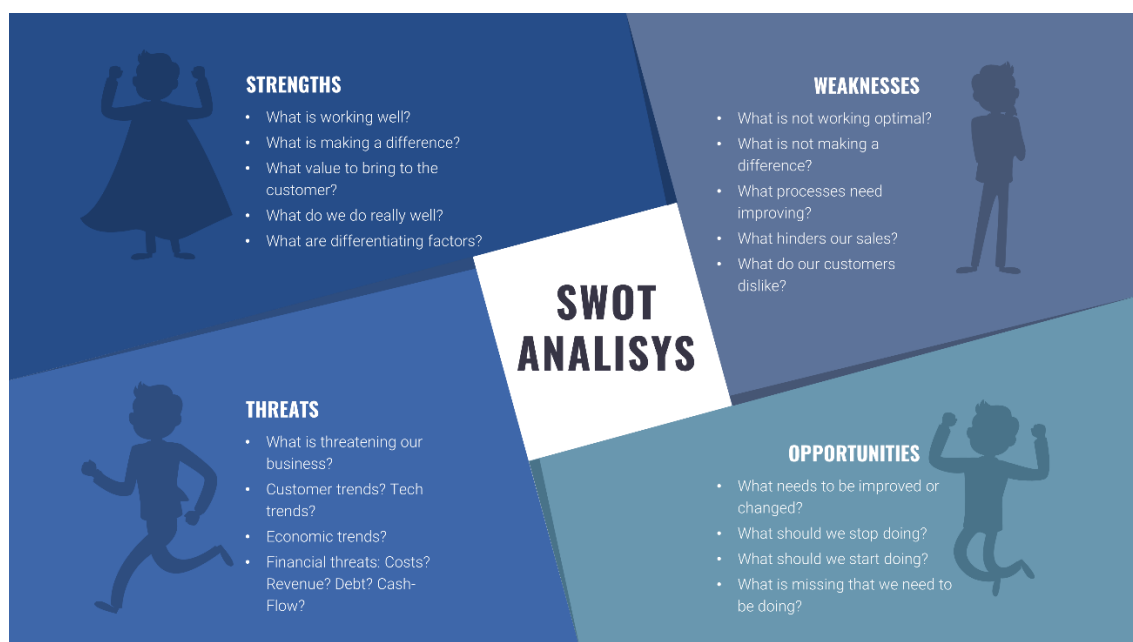 STRENGTHS
• What is working well?
• What is making a difference?
• What value to bring to the
customer?
• What do we do really well?
• What are differentiating factors?
WEAKNESSES
• What is not working optimal?
• What is not making a
difference?
• What processes need
improving?
• What hinders our sales?
• What do our customers
dislike?
SWOT
ANALISYS
THREATS
• What is threatening our
business?
• Customer trends? Tech
trends?
• Economic trends?
• Financial threats: Costs?
Revenue? Debt? Cash-
Flow?
OPPORTUNITIES
• What needs to be improved or
changed?
• What should we stop doing?
• What should we start doing?
• What is missing that we need to
be doing?